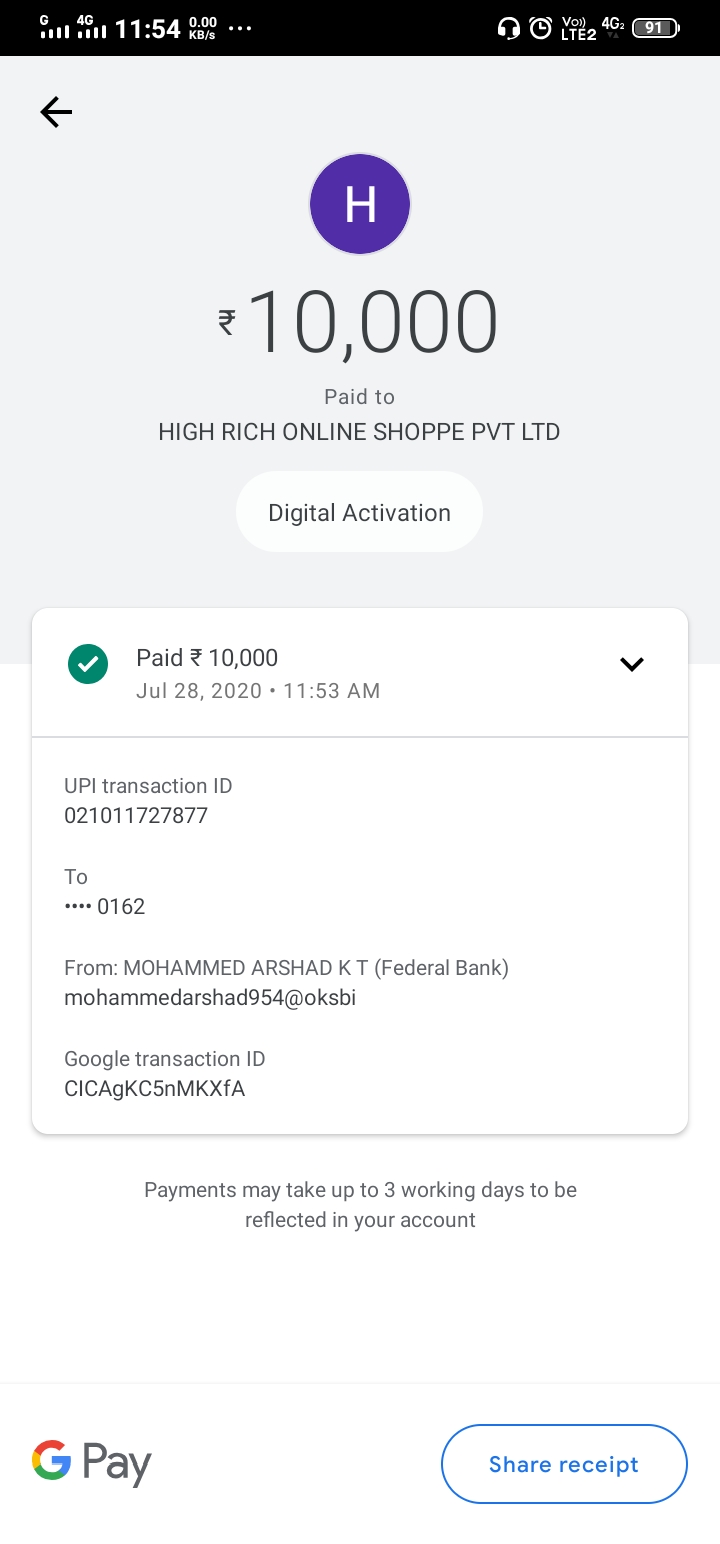 G 4G 11:54 0.00 KB/s ... Vo)) LTE2 4G2 91
H
₹10,000
Paid to
HIGH RICH ONLINE SHOPPE PVT LTD
Digital Activation
Paid ₹ 10,000
Jul 28, 2020 • 11:53 AM
UPI transaction ID
021011727877
To
•••• 0162
From: MOHAMMED ARSHAD K T (Federal Bank)
mohammedarshad954@oksbi
Google transaction ID
CICAgKC5nMKXfA
Payments may take up to 3 working days to be
reflected in your account
G Pay
Share receipt